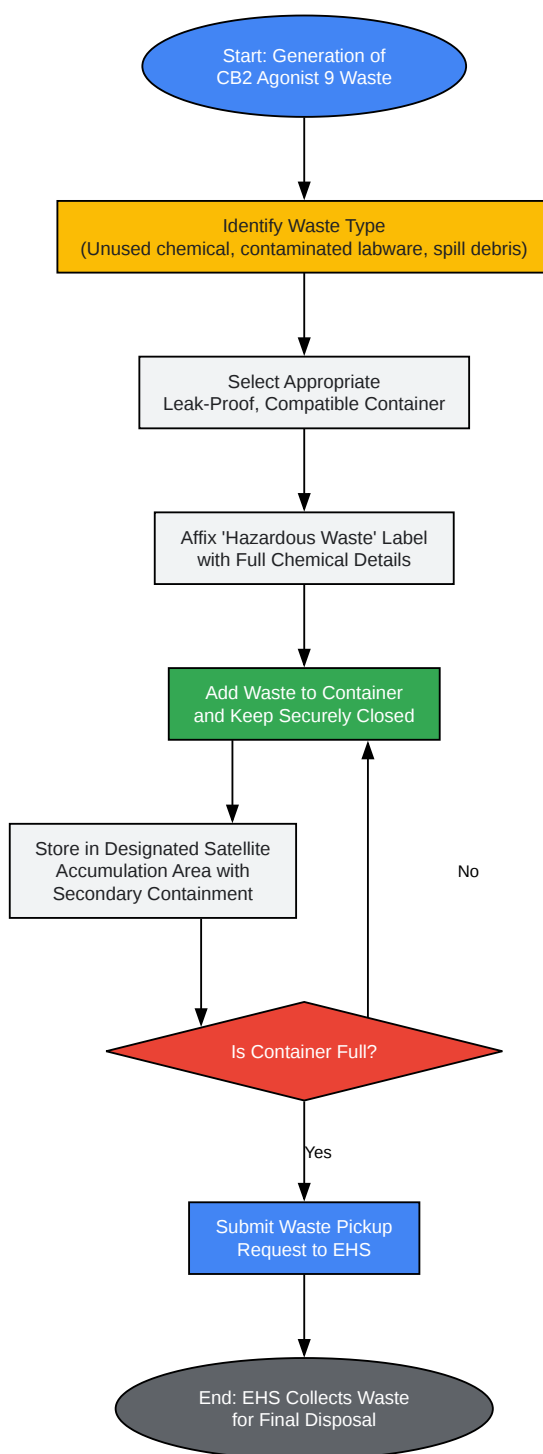 Start: Generation of
CB2 Agonist 9 Waste
Identify Waste Type
(Unused chemical, contaminated labware, spill debris)
Select Appropriate
Leak-Proof, Compatible Container
Affix 'Hazardous Waste' Label
with Full Chemical Details
Add Waste to Container
and Keep Securely Closed
Store in Designated Satellite
Accumulation Area with
Secondary Containment
No
Is Container Full?
Yes
Submit Waste Pickup
Request to EHS
End: EHS Collects Waste
for Final Disposal